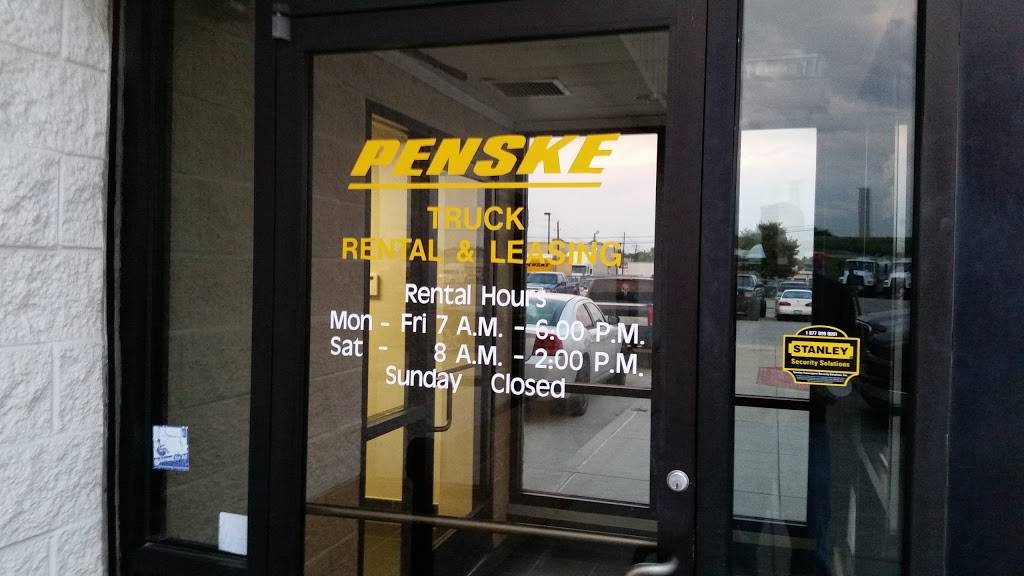 PENSKE
TRUCK
RENTAL & LEASING
Rental Hours
Mon - Fri 7 A.M. - 6:00 P.M.
Sat - 8 A.M. - 2:00 P.M.
Sunday Closed
STANLEY
Security Solutions